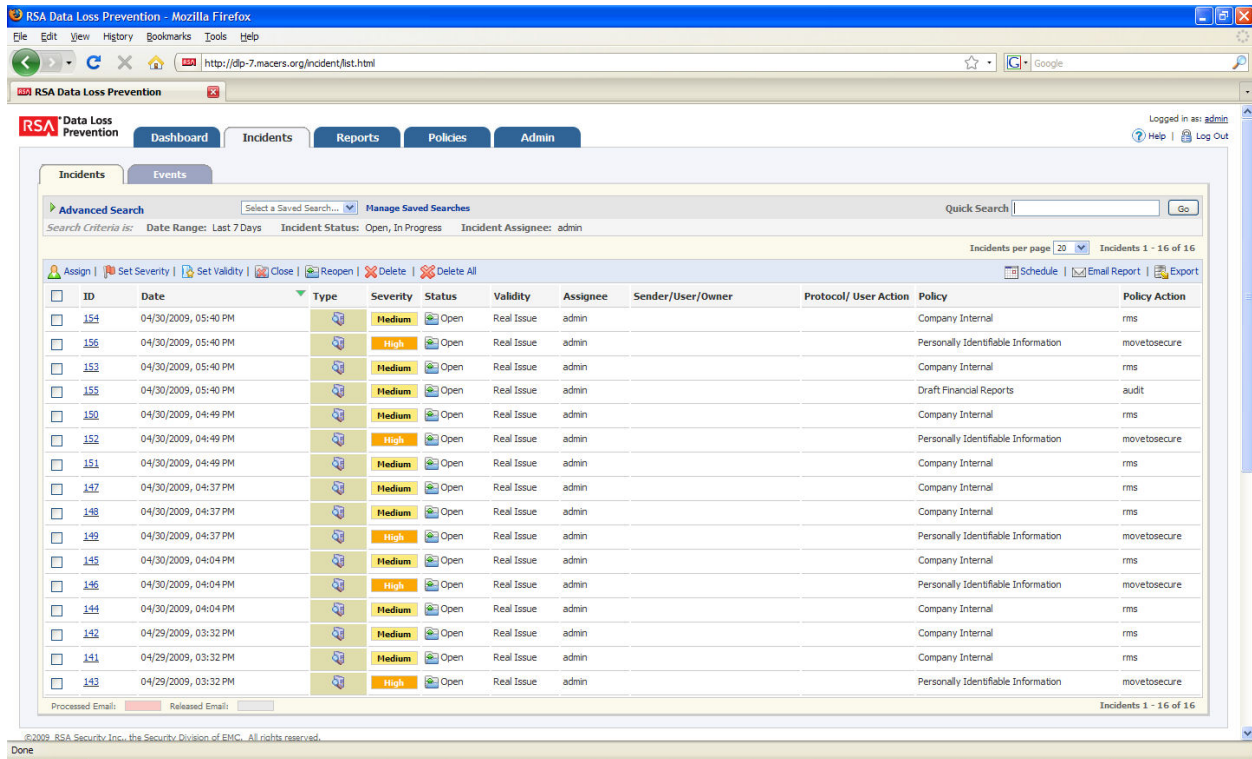 RSA Data Loss Prevention - Mozilla Firefox
File Edit View History Bookmarks Tools Help
RSA http://dlp-7.macers.org/incident/list.html G Google
RSA RSA Data Loss Prevention
RSA Data Loss Prevention
Dashboard Incidents Reports Policies Admin
Logged in as: admin
Help | Log Out
Incidents Events
Advanced Search Select a Saved Search... Manage Saved Searches Quick Search Go
Search Criteria is: Date Range: Last 7 Days Incident Status: Open, In Progress Incident Assignee: admin
Incidents per page 20 Incidents 1 - 16 of 16
Assign | Set Severity | Set Validity | Close | Reopen | Delete | Delete All Schedule | Email Report | Export
ID Date Type Severity Status Validity Assignee Sender/User/Owner Protocol/ User Action Policy Policy Action
154 04/30/2009, 05:40 PM Medium Open Real Issue admin Company Internal rms
156 04/30/2009, 05:40 PM High Open Real Issue admin Personally Identifiable Information movetosecure
153 04/30/2009, 05:40 PM Medium Open Real Issue admin Company Internal rms
155 04/30/2009, 05:40 PM Medium Open Real Issue admin Draft Financial Reports audit
150 04/30/2009, 04:49 PM Medium Open Real Issue admin Company Internal rms
152 04/30/2009, 04:49 PM High Open Real Issue admin Personally Identifiable Information movetosecure
151 04/30/2009, 04:49 PM Medium Open Real Issue admin Company Internal rms
147 04/30/2009, 04:37 PM Medium Open Real Issue admin Company Internal rms
148 04/30/2009, 04:37 PM Medium Open Real Issue admin Company Internal rms
149 04/30/2009, 04:37 PM High Open Real Issue admin Personally Identifiable Information movetosecure
145 04/30/2009, 04:04 PM Medium Open Real Issue admin Company Internal rms
146 04/30/2009, 04:04 PM High Open Real Issue admin Personally Identifiable Information movetosecure
144 04/30/2009, 04:04 PM Medium Open Real Issue admin Company Internal rms
142 04/29/2009, 03:32 PM Medium Open Real Issue admin Company Internal rms
141 04/29/2009, 03:32 PM Medium Open Real Issue admin Company Internal rms
143 04/29/2009, 03:32 PM High Open Real Issue admin Personally Identifiable Information movetosecure
Processed Email: Released Email: Incidents 1 - 16 of 16
©2009 RSA Security Inc., the Security Division of EMC. All rights reserved.
Done